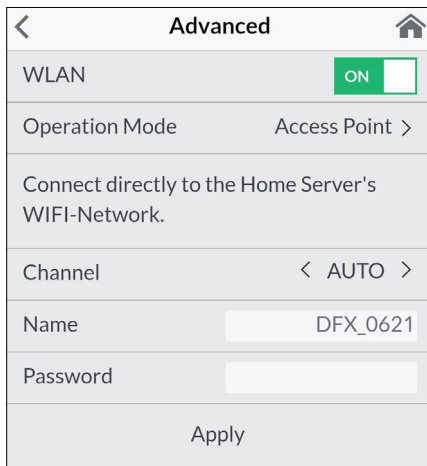 Advanced
WLAN ON
Operation Mode Access Point
Connect directly to the Home Server's
WIFI-Network.
Channel AUTO
Name DFX_0621
Password
Apply